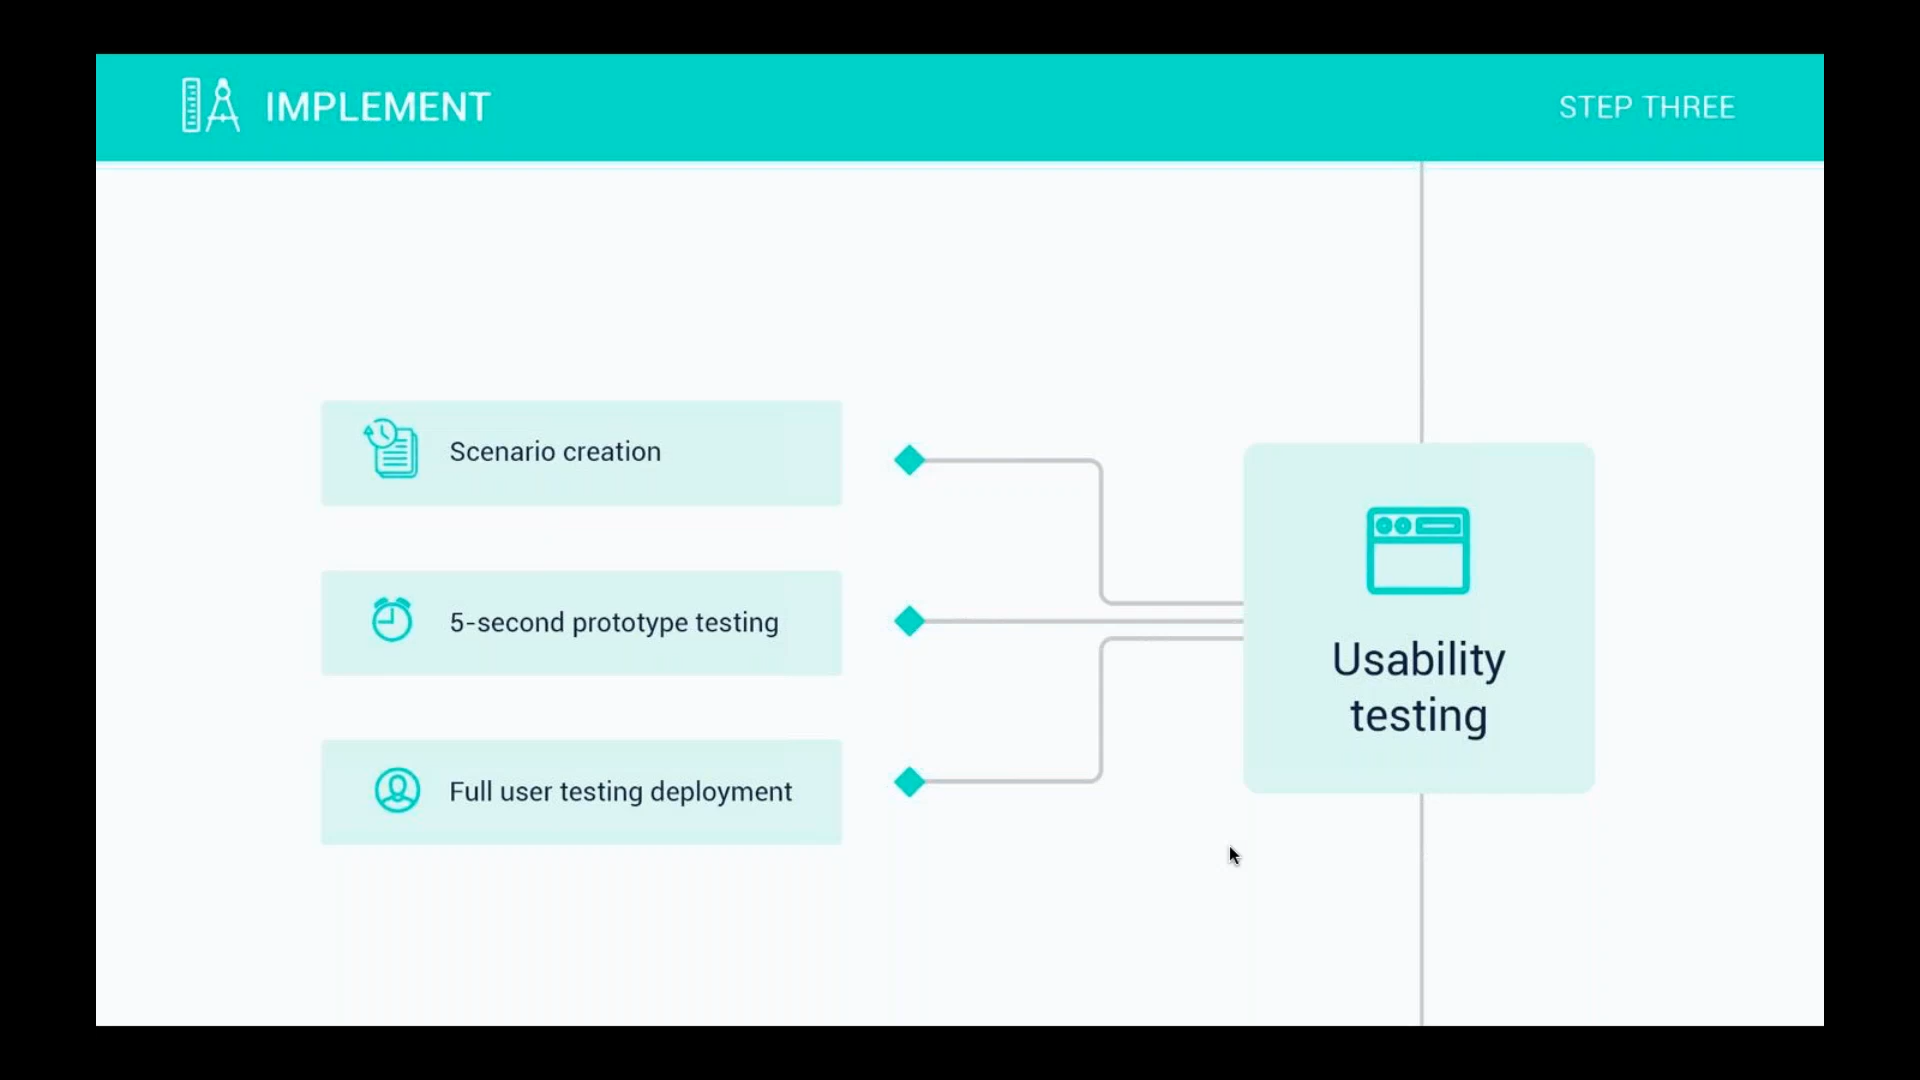 IMPLEMENT
STEP THREE
Scenario creation
5-second prototype testing
Full user testing deployment
Usability
testing